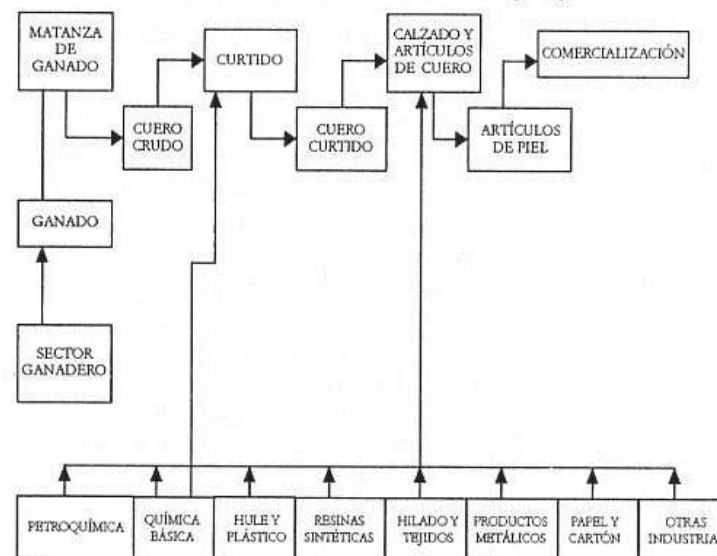 MATANZA
DE
GANADO
CURTIDO
CALZADO Y
ARTÍCULOS
DE CUERO
COMERCIALIZACIÓN
CUERO
CRUDO
CUERO
CURTIDO
ARTÍCULOS
DE PIEL
GANADO
SECTOR
GANADERO
PETROQUÍMICA
QUÍMICA
BÁSICA
HULE Y
PLÁSTICO
RESINAS
SINTÉTICAS
HILADO Y
TEJIDOS
PRODUCTOS
METÁLICOS
PAPEL Y
CARTÓN
OTRAS
INDUSTRIA